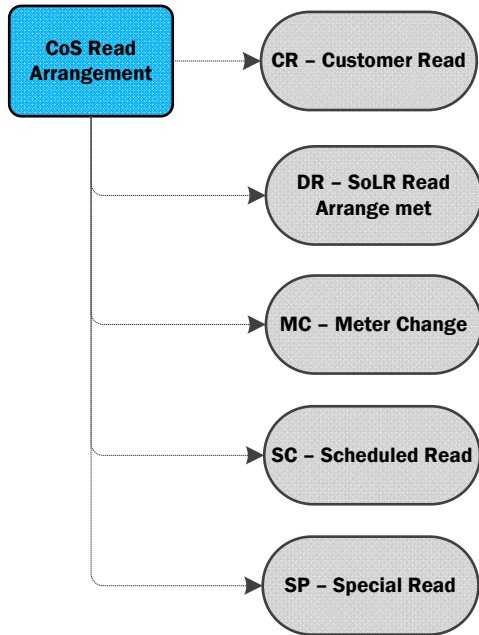 CoS Read
Arrangement
CR – Customer Read
DR – SoLR Read
Arrange met
MC – Meter Change
SC – Scheduled Read
SP – Special Read